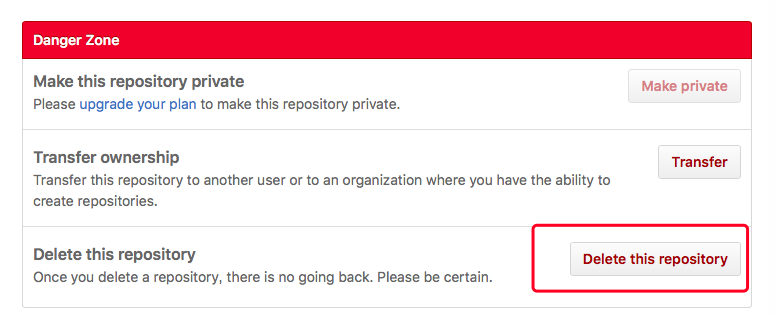 Danger Zone
Make this repository private
Please upgrade your plan to make this repository private.
Make private
Transfer ownership
Transfer this repository to another user or to an organization where you have the ability to
create repositories.
Transfer
Delete this repository
Once you delete a repository, there is no going back. Please be certain.
Delete this repository